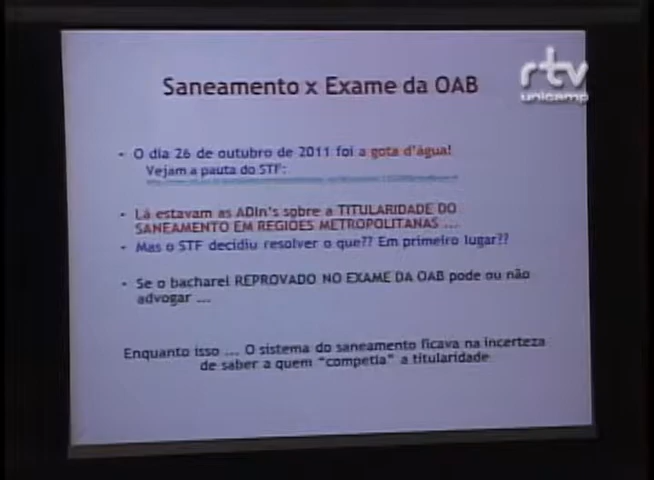 rtv
unicamp
Saneamento x Exame da OAB
• O dia 26 de outubro de 2011 foi a gota d'água!
Vejam a pauta do STF:
• Lá estavam as ADIn's sobre a TITULARIDADE DO
SANEAMENTO EM REGIÕES METROPOLITANAS ...
• Mas o STF decidiu resolver o que?? Em primeiro lugar??
• Se o bacharel REPROVADO NO EXAME DA OAB pode ou não
advogar ...
Enquanto isso ... O sistema do saneamento ficava na incerteza
de saber a quem "competia" a titularidade